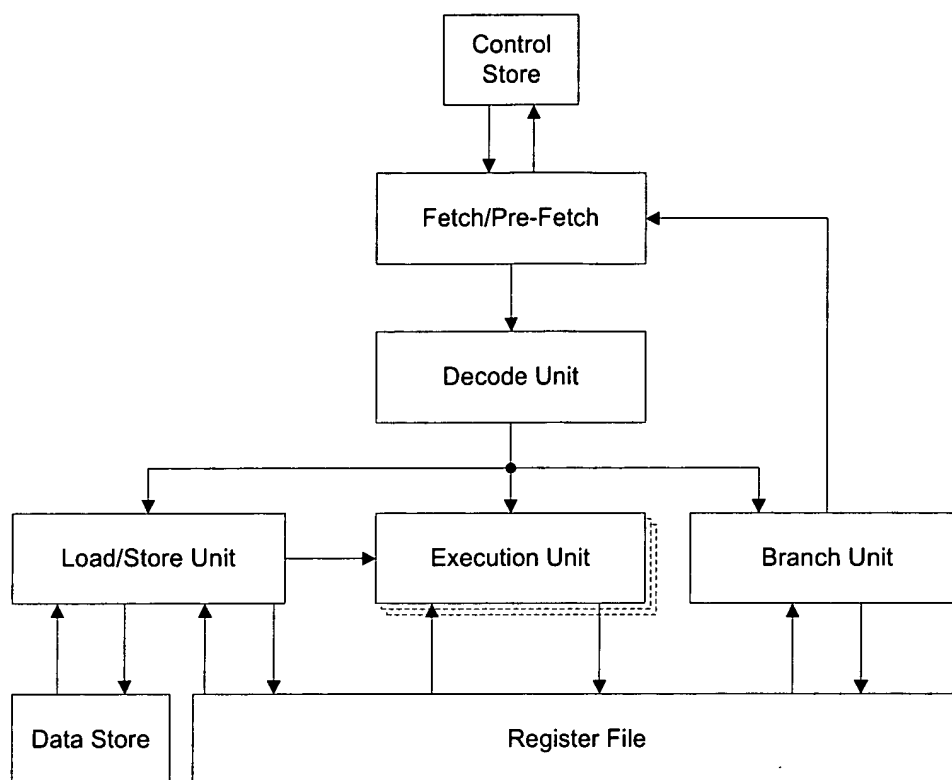 Control
Store
Fetch/Pre-Fetch
Decode Unit
Load/Store Unit
Execution Unit
Branch Unit
Data Store
Register File